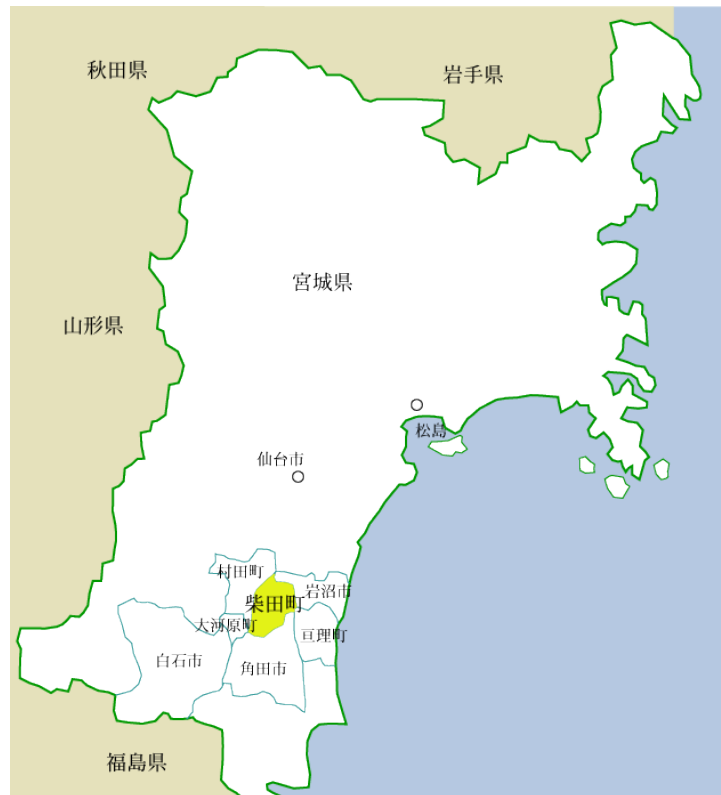 秋田県
岩手県
宮城県
山形県
松島
仙台市
村田町
岩沼市
柴田町
大河原町
亘理町
白石市
角田市
福島県